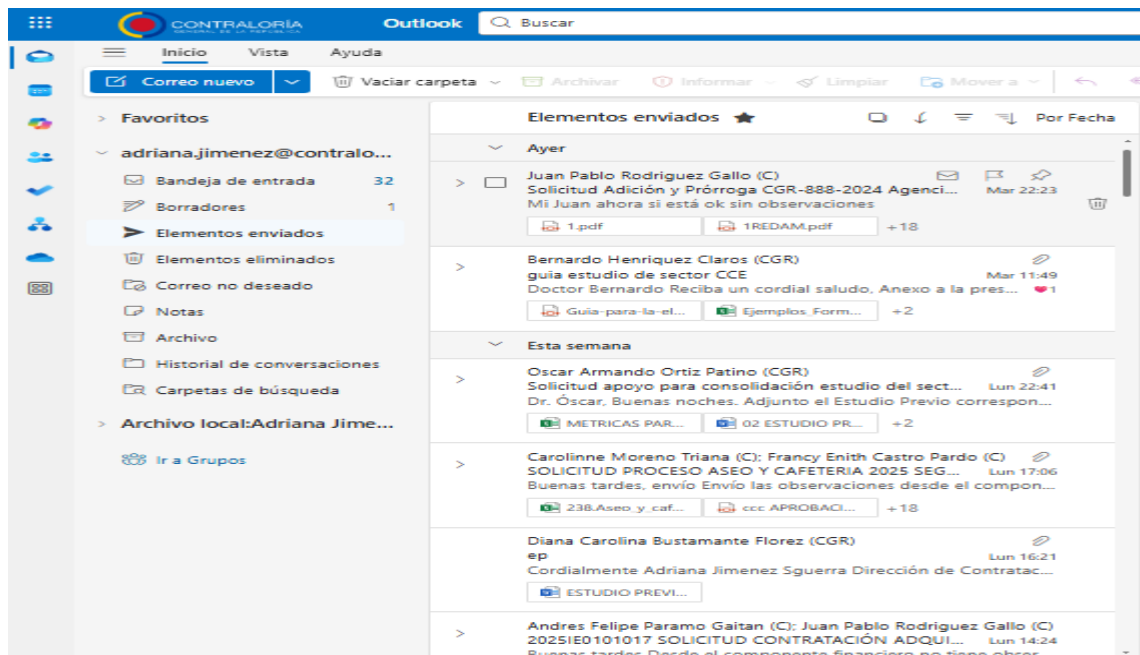 CONTRALORÍA
GENERAL DE LA REPÚBLICA
Outlook
Buscar
Inicio Vista Ayuda
Correo nuevo Vaciar carpeta Archivar Informar Limpiar Mover a
Favoritos
adriana.jimenez@contralo...
Bandeja de entrada 32
Borradores 1
Elementos enviados
Elementos eliminados
Correo no deseado
Notas
Archivo
Historial de conversaciones
Carpetas de búsqueda
Archivo local:Adriana Jime...
Ir a Grupos
Elementos enviados Por Fecha
Ayer
Juan Pablo Rodriguez Gallo (C)
Solicitud Adición y Prórroga CGR-888-2024 Agenci... Mar 22:23
Mi Juan ahora si está ok sin observaciones
1.pdf 1REDAM.pdf +18
Bernardo Henriquez Claros (CGR)
guia estudio de sector CCE Mar 11:49
Doctor Bernardo Reciba un cordial saludo, Anexo a la pres... 1
Guia-para-la-el... Ejemplos_Form... +2
Esta semana
Oscar Armando Ortiz Patino (CGR)
Solicitud apoyo para consolidación estudio del sect... Lun 22:41
Dr. Óscar, Buenas noches. Adjunto el Estudio Previo correspon...
METRICAS PAR... 02 ESTUDIO PR... +2
Carolinne Moreno Triana (C); Francy Enith Castro Pardo (C)
SOLICITUD PROCESO ASEO Y CAFETERIA 2025 SEG... Lun 17:06
Buenas tardes, envío Envío las observaciones desde el compon...
238.Aseo_y_caf... ccc APROBACI... +18
Diana Carolina Bustamante Florez (CGR)
ep Lun 16:21
Cordialmente Adriana Jimenez Sguerra Dirección de Contratac...
ESTUDIO PREVI...
Andres Felipe Paramo Gaitan (C); Juan Pablo Rodriguez Gallo (C)
2025IE0101017 SOLICITUD CONTRATACIÓN ADQUI... Lun 14:24
Buenas tardes Desde el componente financiero no tiene obser...